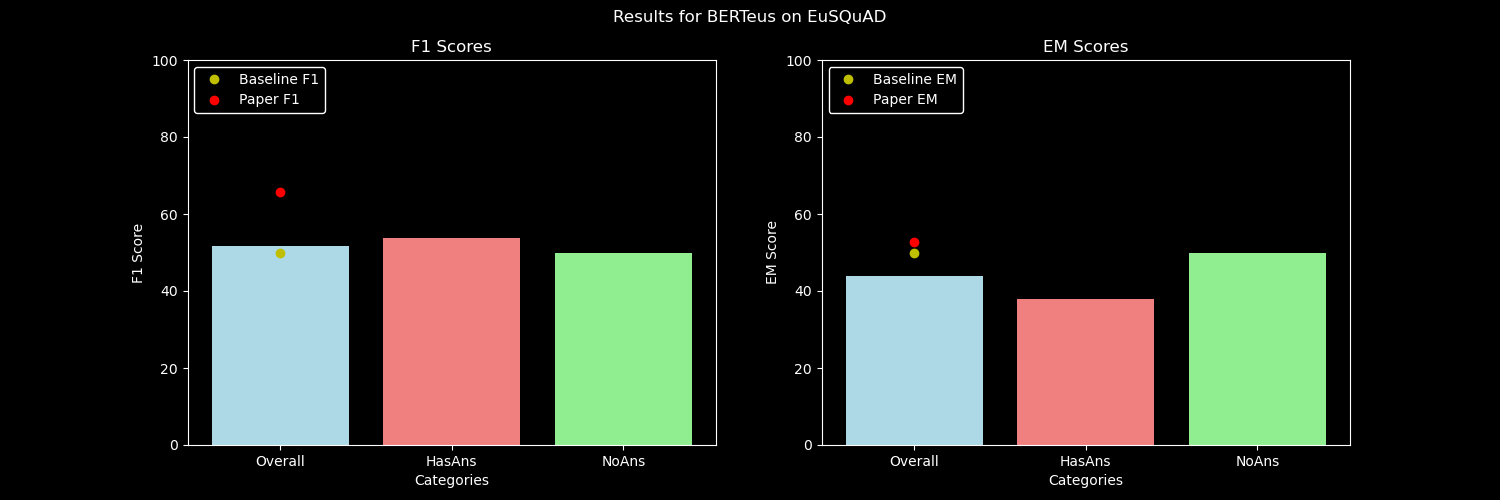 Results for BERTeus on EuSQuAD
F1 Scores
100
80
60
40
20
0
F1 Score
Baseline F1
Paper F1
Overall
HasAns
NoAns
Categories
EM Scores
100
80
60
40
20
0
EM Score
Baseline EM
Paper EM
Overall
HasAns
NoAns
Categories